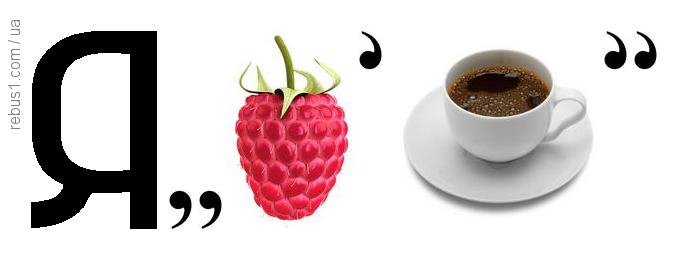 rebus1.com/ua
Я,, ’ ’’